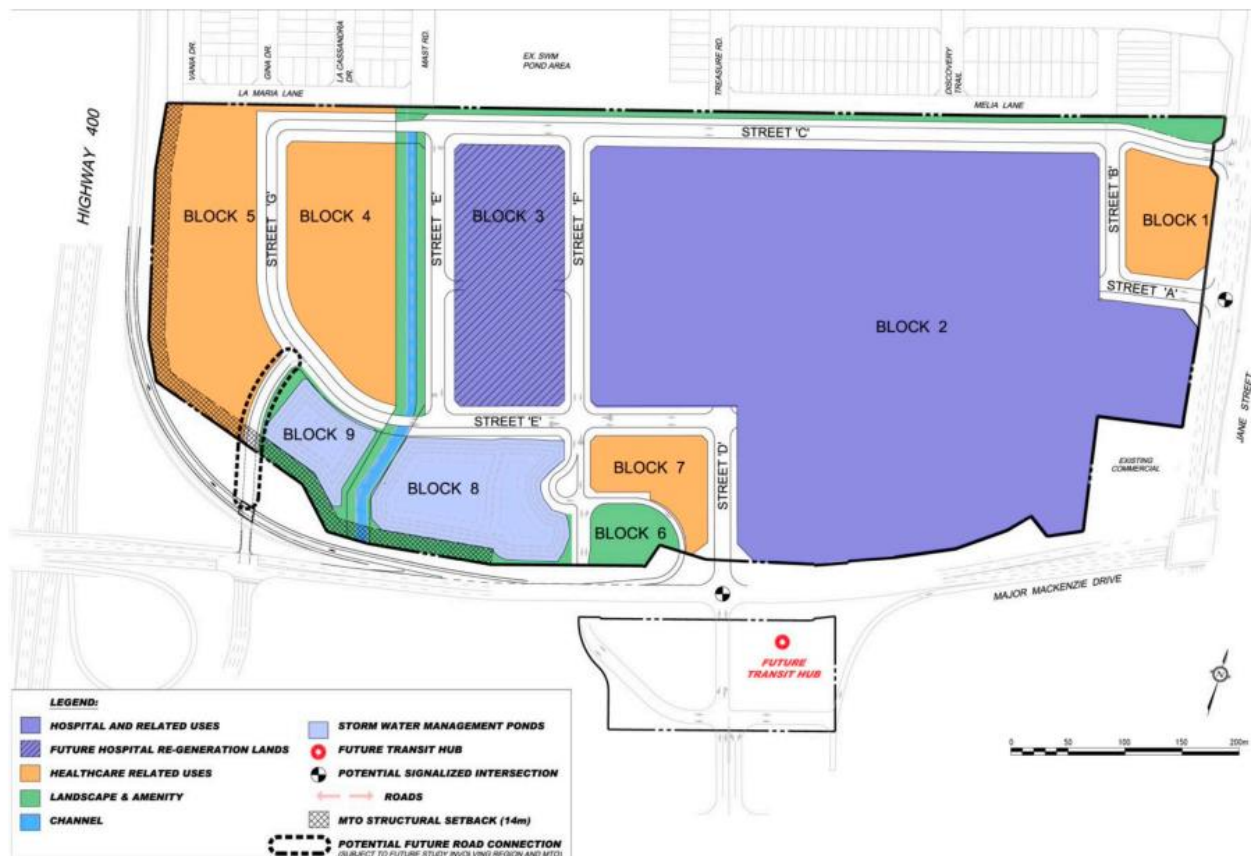 VANIA DR.
GINA DR.
LA CASSANDRA
DR.
MAST RD.
EX. SWM
POND AREA
TREASURE RD.
DISCOVERY
TRAIL
LA MARIA LANE
MELIA LANE
HIGHWAY 400
STREET 'C'
BLOCK 5
STREET 'G'
BLOCK 4
STREET 'E'
BLOCK 3
STREET 'F'
STREET 'B'
BLOCK 1
STREET 'A'
BLOCK 2
JANE STREET
STREET 'E'
BLOCK 9
BLOCK 7
STREET 'D'
EXISTING
COMMERCIAL
BLOCK 8
BLOCK 6
MAJOR MACKENZIE DRIVE
FUTURE
TRANSIT HUB
N
LEGEND:
HOSPITAL AND RELATED USES
FUTURE HOSPITAL RE-GENERATION LANDS
HEALTHCARE RELATED USES
LANDSCAPE & AMENITY
CHANNEL
STORM WATER MANAGEMENT PONDS
FUTURE TRANSIT HUB
POTENTIAL SIGNALIZED INTERSECTION
ROADS
MTO STRUCTURAL SETBACK (14m)
POTENTIAL FUTURE ROAD CONNECTION
(SUBJECT TO FUTURE STUDY INVOLVING REGION AND MTO)
0 50 100 150 200m